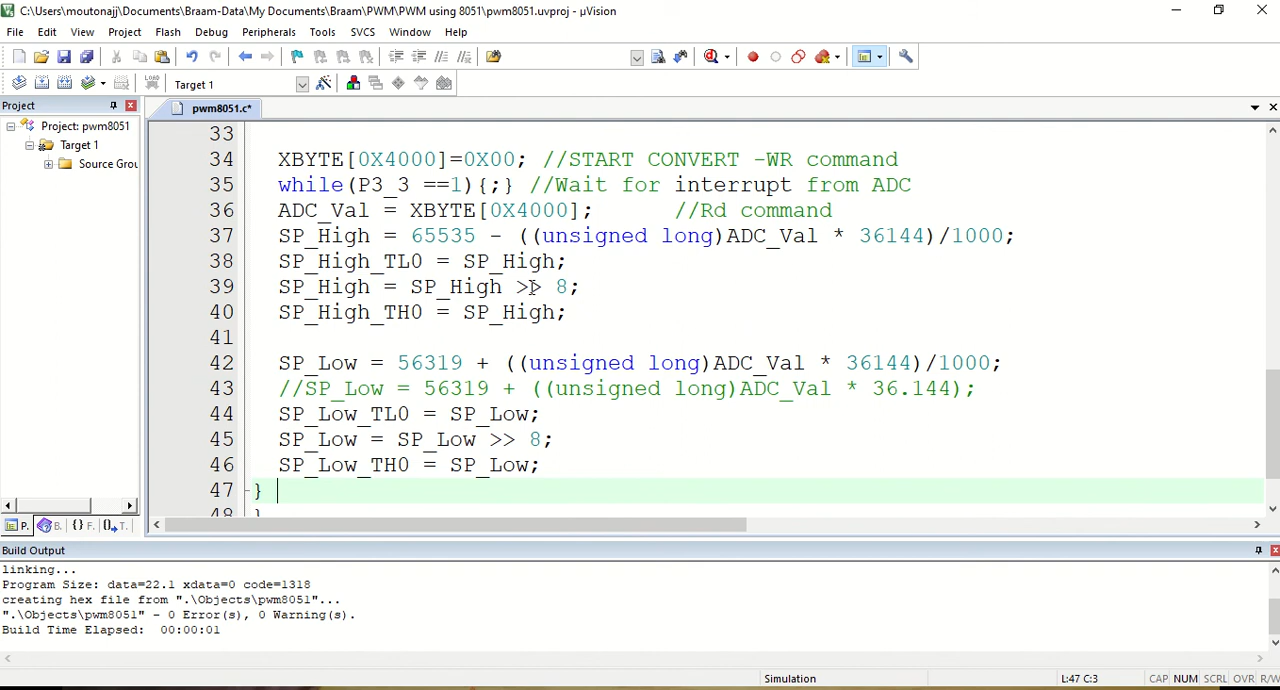 C:\Users\moutonajj\Documents\Braam-Data\My Documents\Braam\PWM\PWM using 8051\pwm8051.uvproj - µVision
File Edit View Project Flash Debug Peripherals Tools SVCS Window Help
LOAD Target 1
Project
pwm8051.c*
Project: pwm8051
Target 1
Source Grou
33
34 XBYTE[0X4000]=0X00; //START CONVERT -WR command
35 while(P3_3 ==1){;} //Wait for interrupt from ADC
36 ADC_Val = XBYTE[0X4000]; //Rd command
37 SP_High = 65535 - ((unsigned long)ADC_Val * 36144)/1000;
38 SP_High_TL0 = SP_High;
39 SP_High = SP_High >> 8;
40 SP_High_TH0 = SP_High;
41
42 SP_Low = 56319 + ((unsigned long)ADC_Val * 36144)/1000;
43 //SP_Low = 56319 + ((unsigned long)ADC_Val * 36.144);
44 SP_Low_TL0 = SP_Low;
45 SP_Low = SP_Low >> 8;
46 SP_Low_TH0 = SP_Low;
47 }
48 }
P. B. {} F. T.
Build Output
linking...
Program Size: data=22.1 xdata=0 code=1318
creating hex file from ".\Objects\pwm8051"...
".\Objects\pwm8051" - 0 Error(s), 0 Warning(s).
Build Time Elapsed: 00:00:01
Simulation L:47 C:3 CAP NUM SCRL OVR R/W